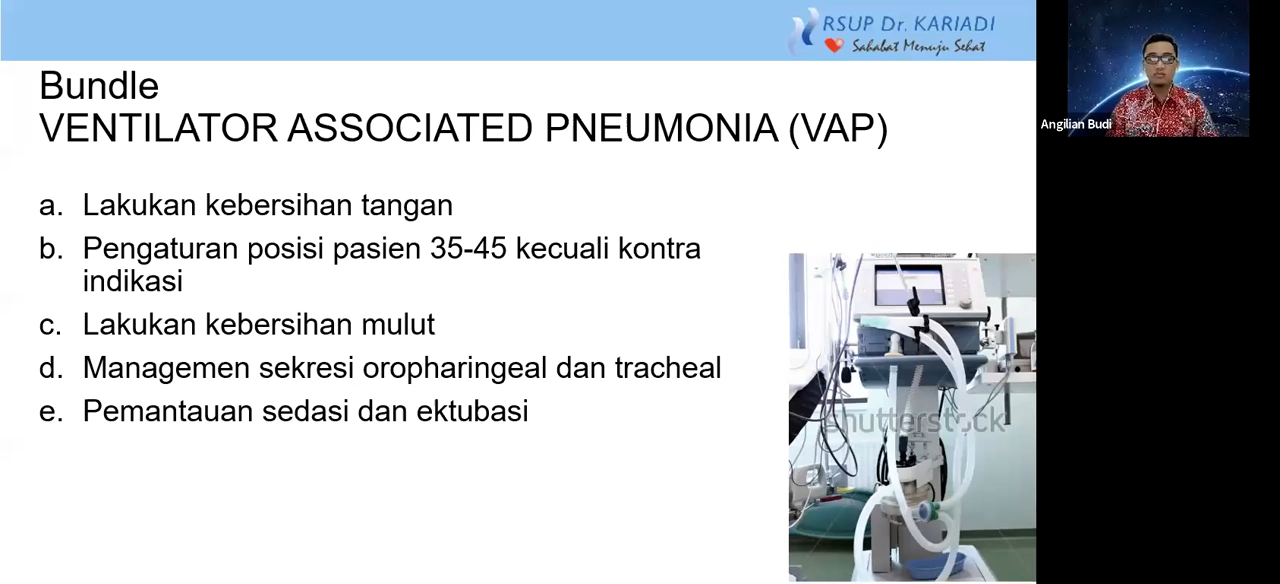 RSUP Dr. KARIADI
Sahabat Menuju Sehat
Bundle
VENTILATOR ASSOCIATED PNEUMONIA (VAP)
a. Lakukan kebersihan tangan
b. Pengaturan posisi pasien 35-45 kecuali kontra
indikasi
c. Lakukan kebersihan mulut
d. Managemen sekresi oropharingeal dan tracheal
e. Pemantauan sedasi dan ektubasi
shutterstock
Angilian Budi